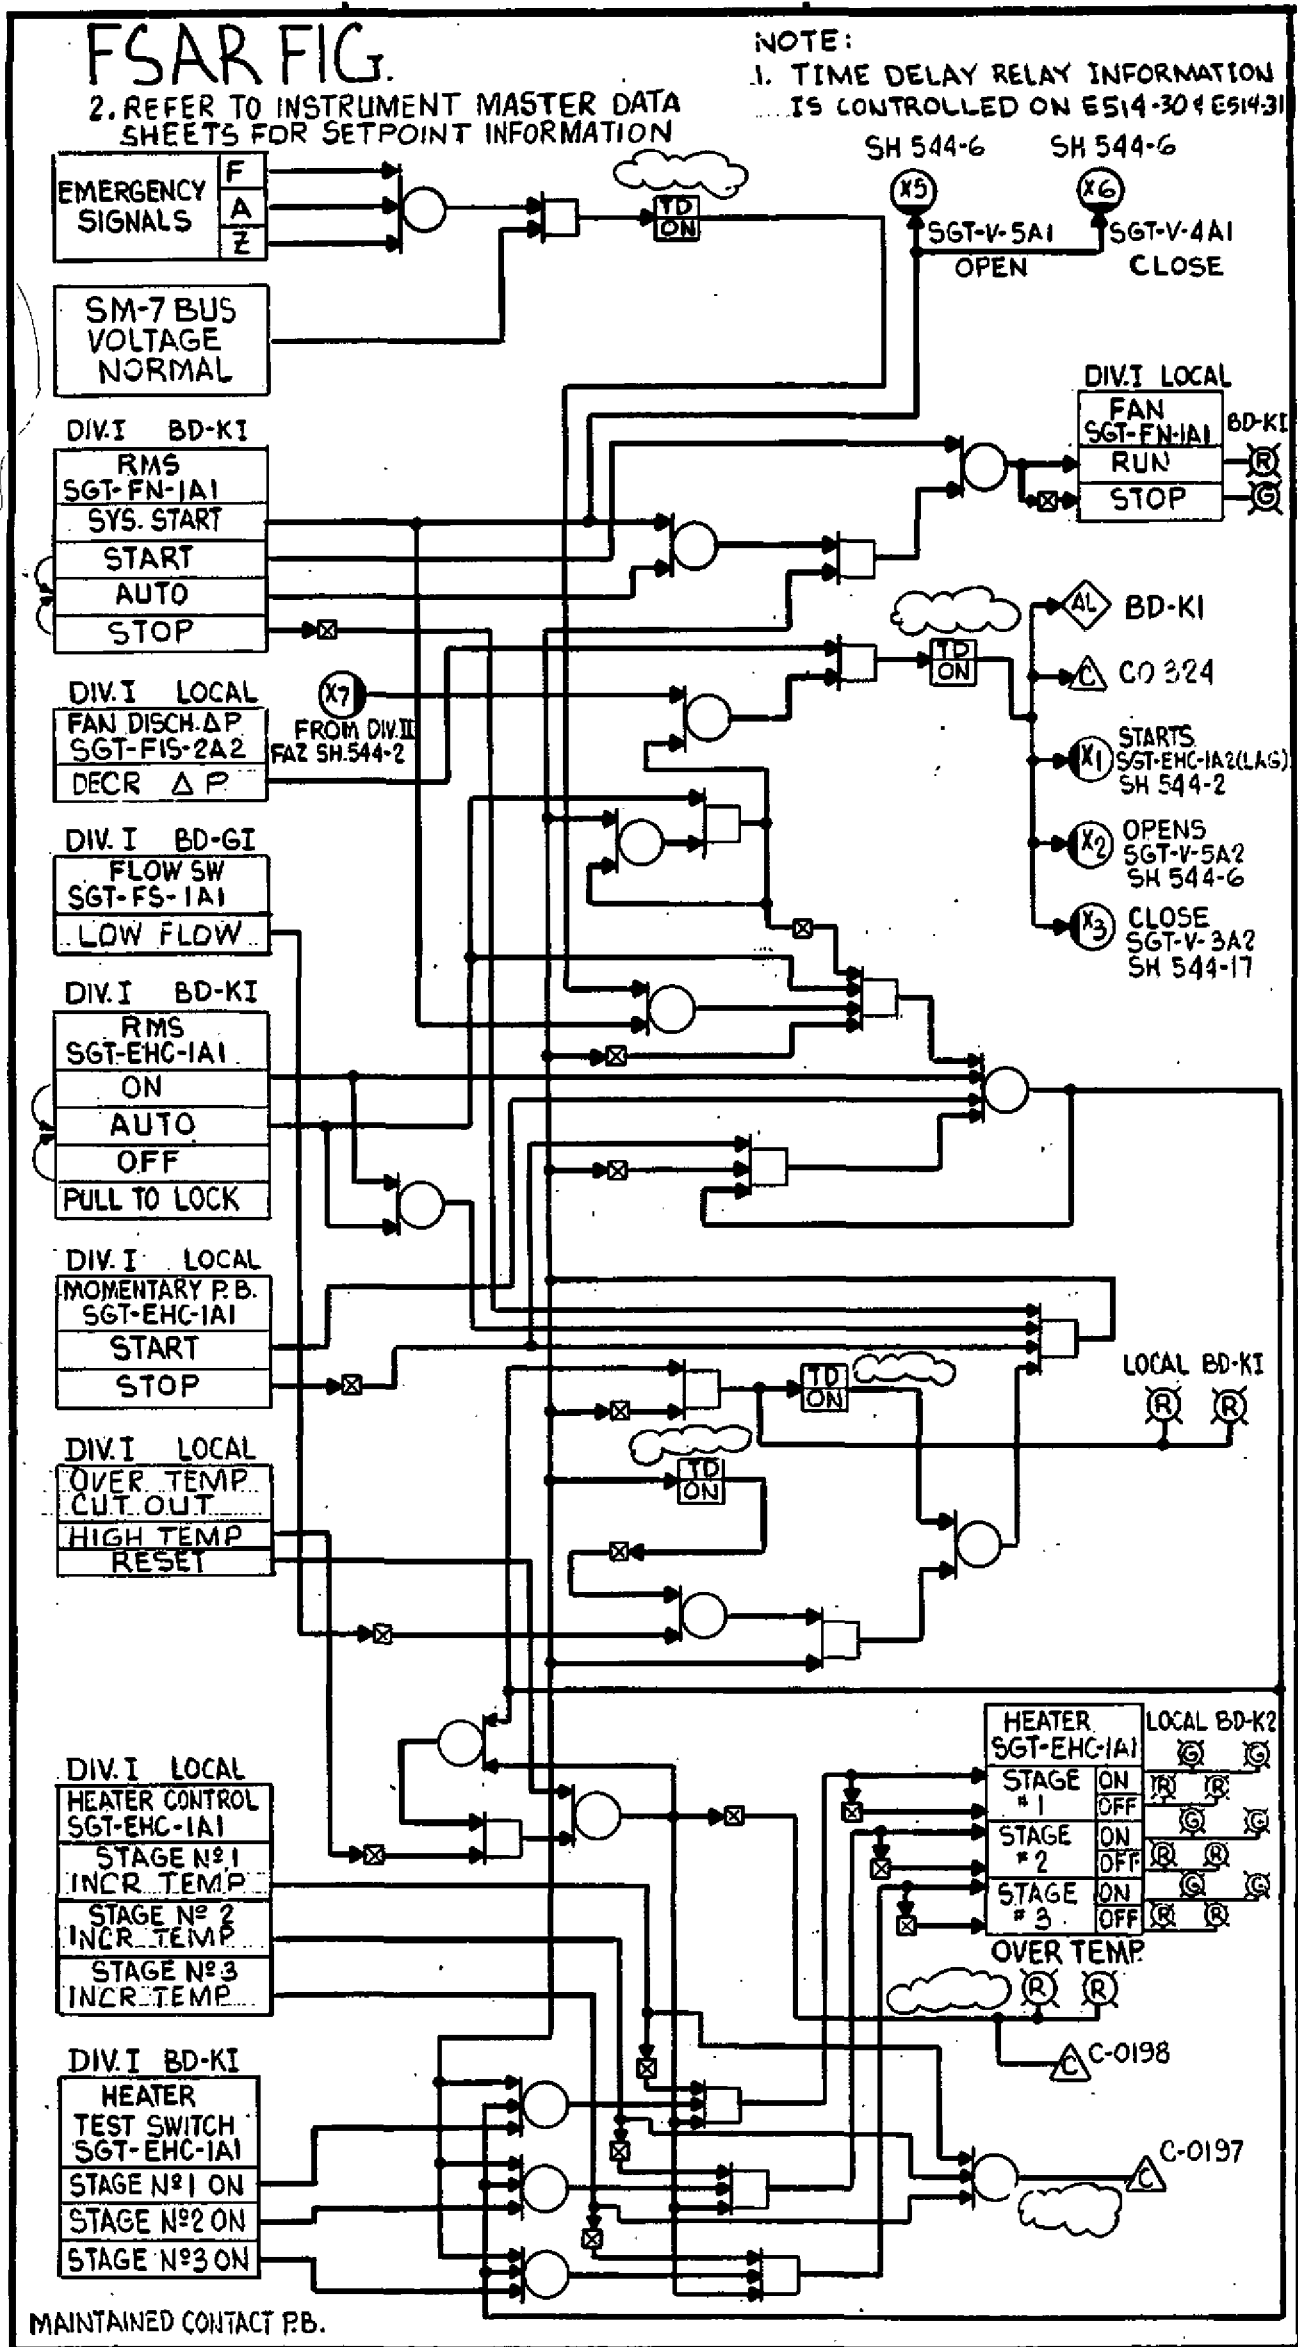 FSAR FIG.
NOTE:
1. TIME DELAY RELAY INFORMATION
IS CONTROLLED ON E514-30 & E514-31
2. REFER TO INSTRUMENT MASTER DATA
SHEETS FOR SETPOINT INFORMATION
SH 544-6 SH 544-6
X5 X6
SGT-V-5A1
OPEN
SGT-V-4A1
CLOSE
EMERGENCY
SIGNALS
F
A
Z
TD
ON
SM-7 BUS
VOLTAGE
NORMAL
DIV.I LOCAL
FAN
SGT-FN-1A1
BD-K1
RUN R
STOP G
DIV.I BD-K1
RMS
SGT-FN-1A1
SYS. START
START
AUTO
STOP
TD
ON
AL BD-K1
C CO 324
X1 STARTS
SGT-EHC-1A2(LAG)
SH 544-2
X2 OPENS
SGT-V-5A2
SH 544-6
X3 CLOSE
SGT-V-3A2
SH 544-17
X7
FROM DIV.II
FAZ SH.544-2
DIV.I LOCAL
FAN DISCH.ΔP
SGT-FIS-2A2
DECR ΔP
DIV. I BD-G1
FLOW SW
SGT-FS-1A1
LOW FLOW
DIV.I BD-K1
RMS
SGT-EHC-1A1
ON
AUTO
OFF
PULL TO LOCK
DIV.I LOCAL
MOMENTARY P.B.
SGT-EHC-1A1
START
STOP
TD
ON
LOCAL BD-K1
R R
TD
ON
DIV.I LOCAL
OVER TEMP
CUT OUT
HIGH TEMP
RESET
HEATER
SGT-EHC-1A1
LOCAL BD-K2
STAGE
#1
ON
OFF
STAGE
#2
ON
OFF
STAGE
#3
ON
OFF
G G
R R
G G
R R
G G
R R
OVER TEMP
R R
C C-0198
DIV.I LOCAL
HEATER CONTROL
SGT-EHC-1A1
STAGE Nº.1
INCR TEMP
STAGE Nº 2
INCR TEMP
STAGE Nº3
INCR TEMP
DIV.I BD-K1
HEATER
TEST SWITCH
SGT-EHC-1A1
STAGE Nº1 ON
STAGE Nº2 ON
STAGE Nº3 ON
C C-0197
MAINTAINED CONTACT P.B.